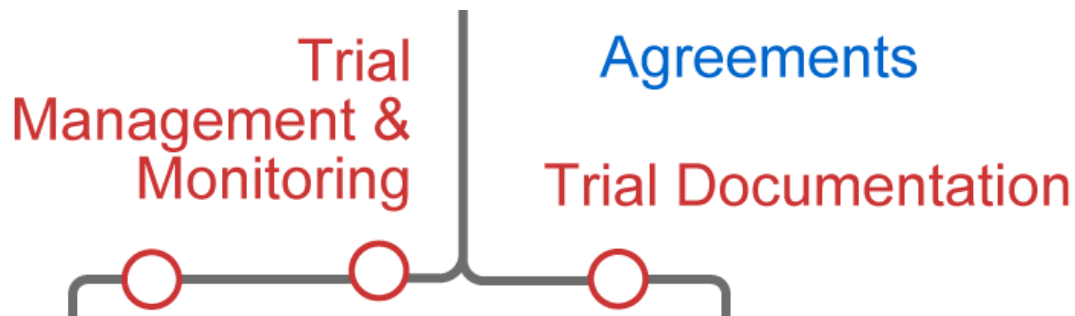 Trial
Management &
Monitoring
Agreements
Trial Documentation